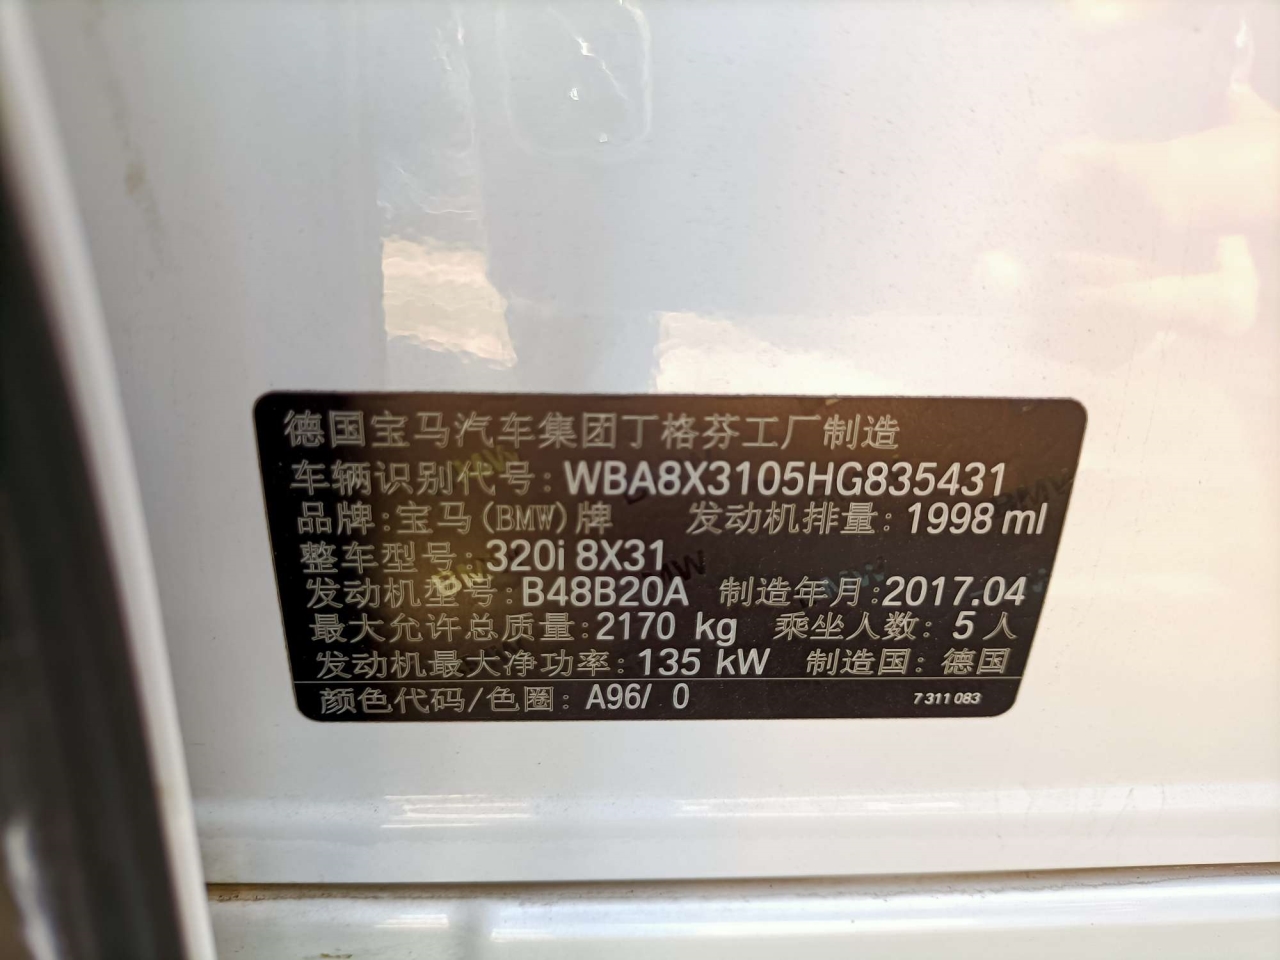 德国宝马汽车集团丁格芬工厂制造
车辆识别代号: WBA8X3105HG835431
品牌:宝马(BMW)牌 发动机排量: 1998 ml
整车型号: 320i 8X31
发动机型号: B48B20A 制造年月:2017.04
最大允许总质量: 2170 kg 乘坐人数: 5人
发动机最大净功率: 135 kW 制造国: 德国
颜色代码/色圈: A96/ 0 7 311 083